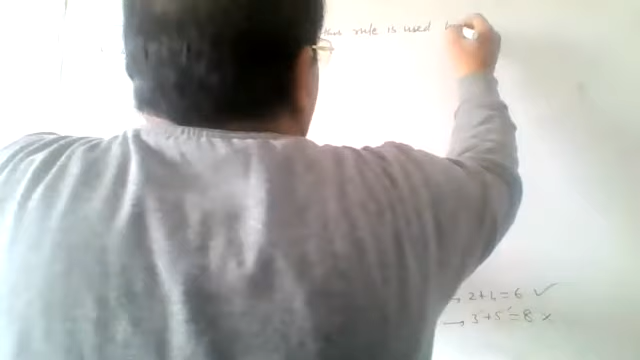 this rule is used
→ 2+4=6 ✓
→ 3+5=8 ×